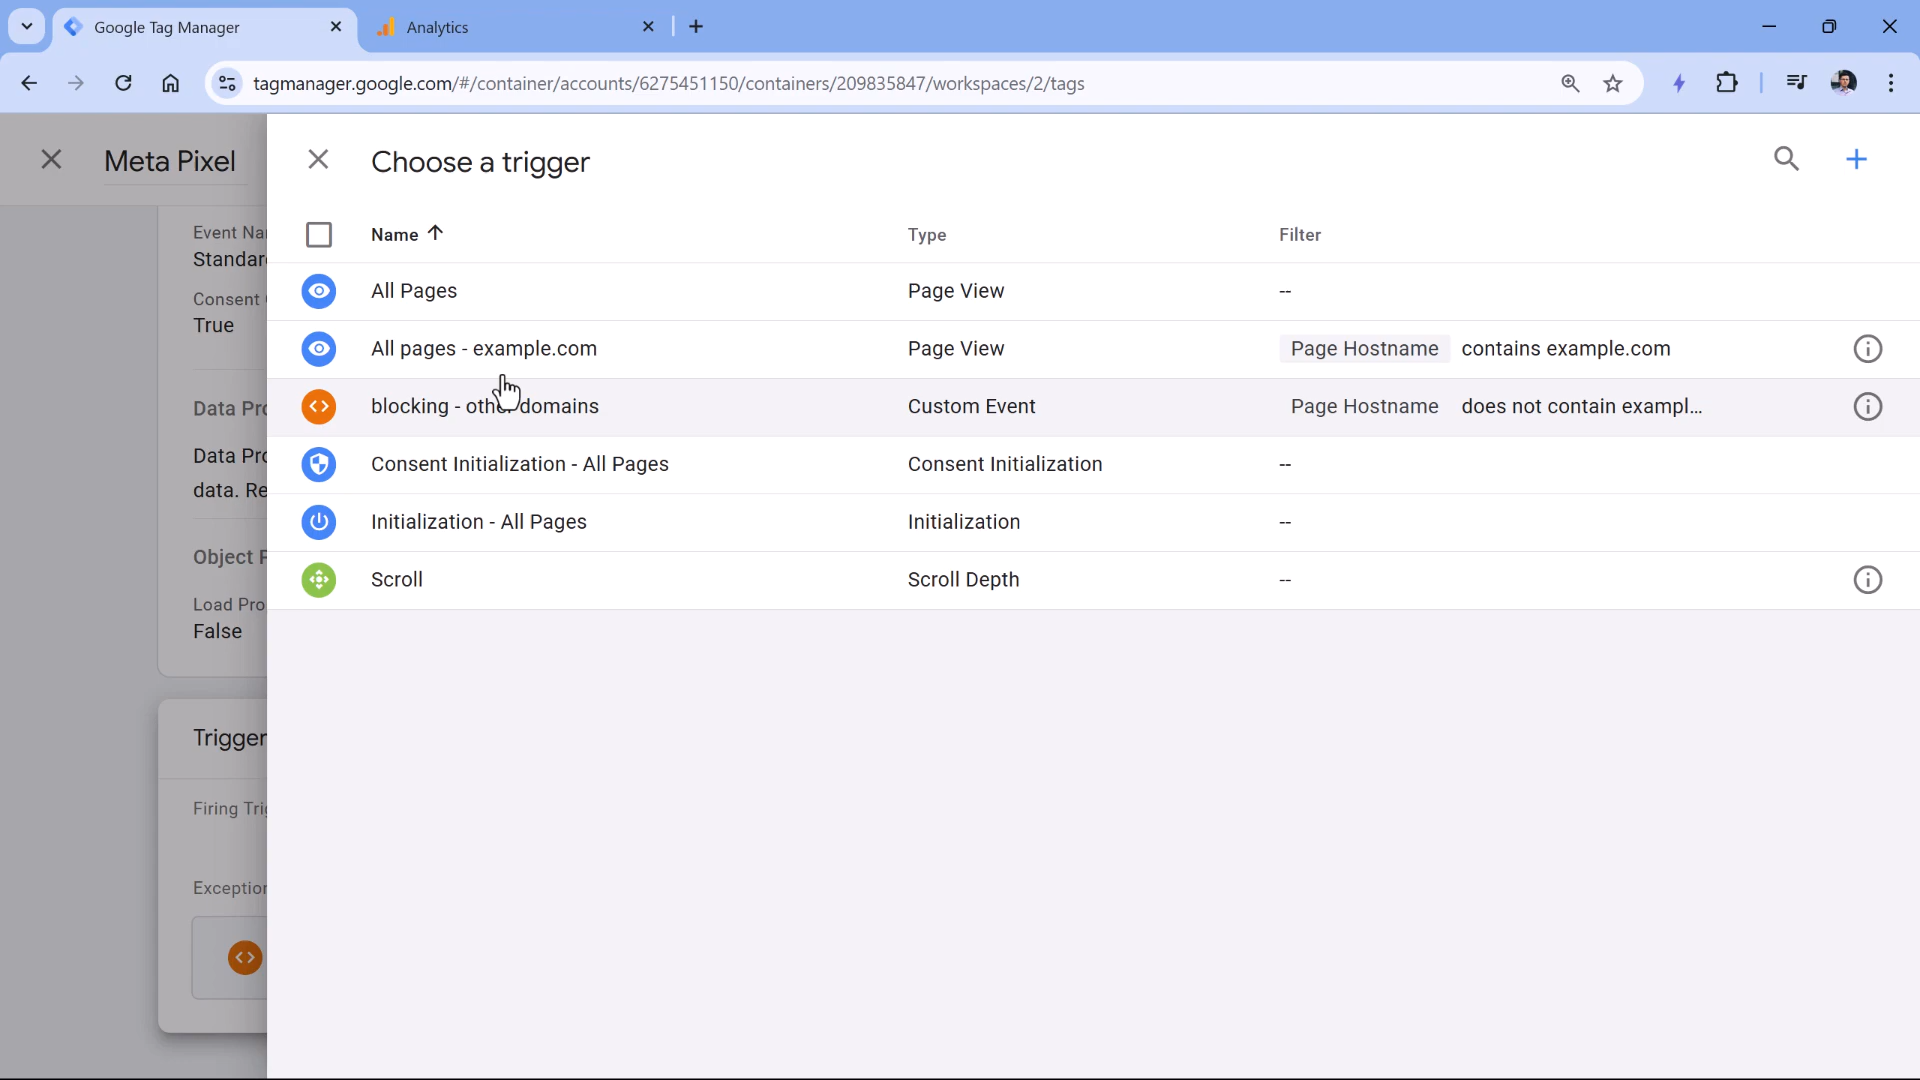 Google Tag Manager
Analytics
tagmanager.google.com/#/container/accounts/6275451150/containers/209835847/workspaces/2/tags
Meta Pixel
Choose a trigger
Name Type Filter
All Pages Page View --
All pages - example.com Page View Page Hostname contains example.com
blocking - other domains Custom Event Page Hostname does not contain exampl...
Consent Initialization - All Pages Consent Initialization --
Initialization - All Pages Initialization --
Scroll Scroll Depth --
Event Na
Standar
Consent
True
Data Pro
Data Pro
data. Re
Object P
Load Pro
False
Trigger
Firing Trig
Exception